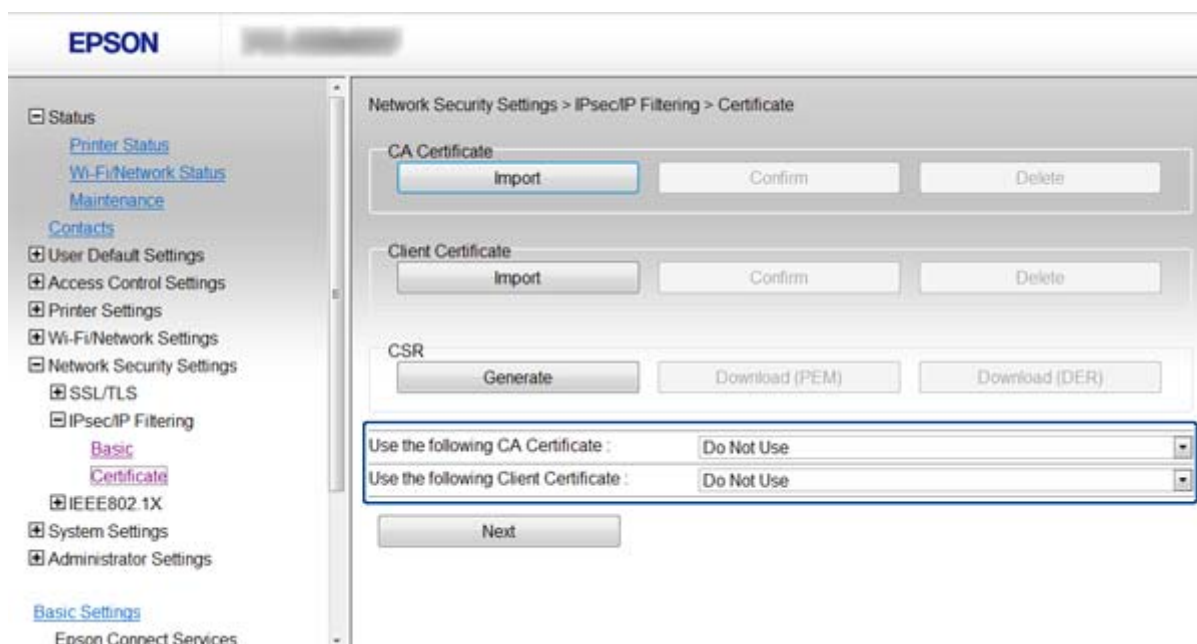 EPSON
Status
Printer Status
Wi-Fi/Network Status
Maintenance
Contacts
User Default Settings
Access Control Settings
Printer Settings
Wi-Fi/Network Settings
Network Security Settings
SSL/TLS
IPsec/IP Filtering
Basic
Certificate
IEEE802.1X
System Settings
Administrator Settings
Basic Settings
Epson Connect Services
Network Security Settings > IPsec/IP Filtering > Certificate
CA Certificate
Import Confirm Delete
Client Certificate
Import Confirm Delete
CSR
Generate Download (PEM) Download (DER)
Use the following CA Certificate : Do Not Use
Use the following Client Certificate : Do Not Use
Next